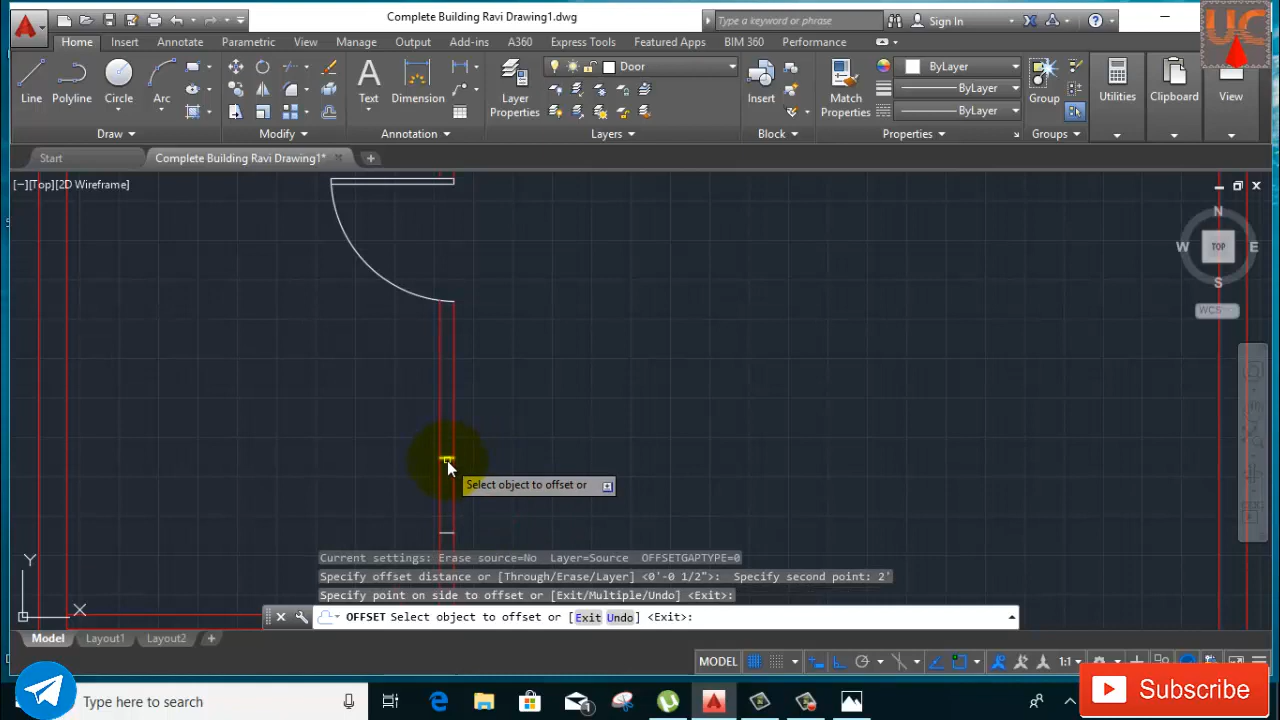 Complete Building Ravi Drawing1.dwg
Type a keyword or phrase
Sign In
UC
Home Insert Annotate Parametric View Manage Output Add-ins A360 Express Tools Featured Apps BIM 360 Performance
Door
ByLayer
ByLayer
ByLayer
Line Polyline Circle Arc
Text Dimension
Layer Properties
Insert
Match Properties
Group
Utilities
Clipboard
View
Draw Modify Annotation Layers Block Properties Groups
Start
Complete Building Ravi Drawing1*
[−][Top][2D Wireframe]
N
W TOP E
S
WCS
Select object to offset or
Y
X
Current settings: Erase source=No Layer=Source OFFSETGAPTYPE=0
Specify offset distance or [Through/Erase/Layer] <0'-0 1/2">: Specify second point: 2'
Specify point on side to offset or [Exit/Multiple/Undo] <Exit>:
OFFSET Select object to offset or [Exit Undo] <Exit>:
Model Layout1 Layout2
MODEL
1:1
Type here to search
1
Subscribe